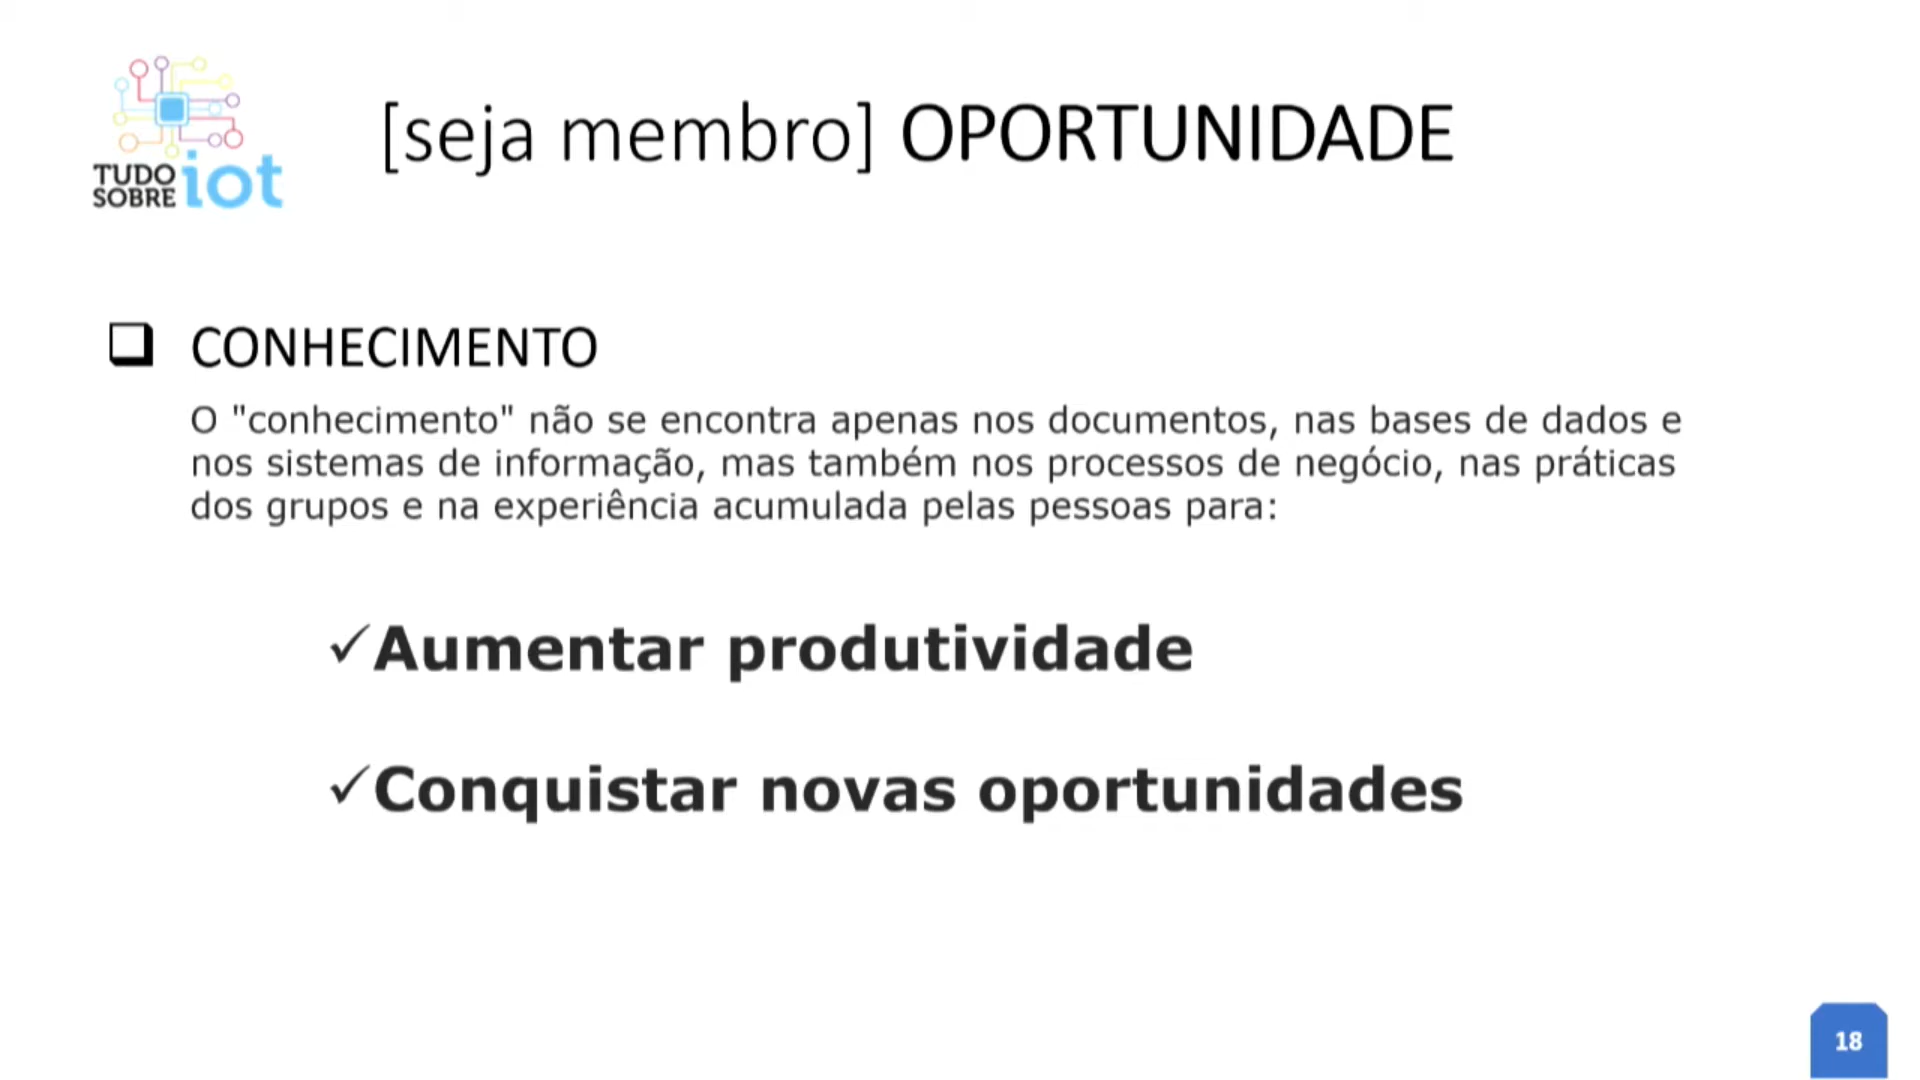 TUDO
SOBRE iot
[seja membro] OPORTUNIDADE
CONHECIMENTO
O "conhecimento" não se encontra apenas nos documentos, nas bases de dados e
nos sistemas de informação, mas também nos processos de negócio, nas práticas
dos grupos e na experiência acumulada pelas pessoas para:
✓Aumentar produtividade
✓Conquistar novas oportunidades
18